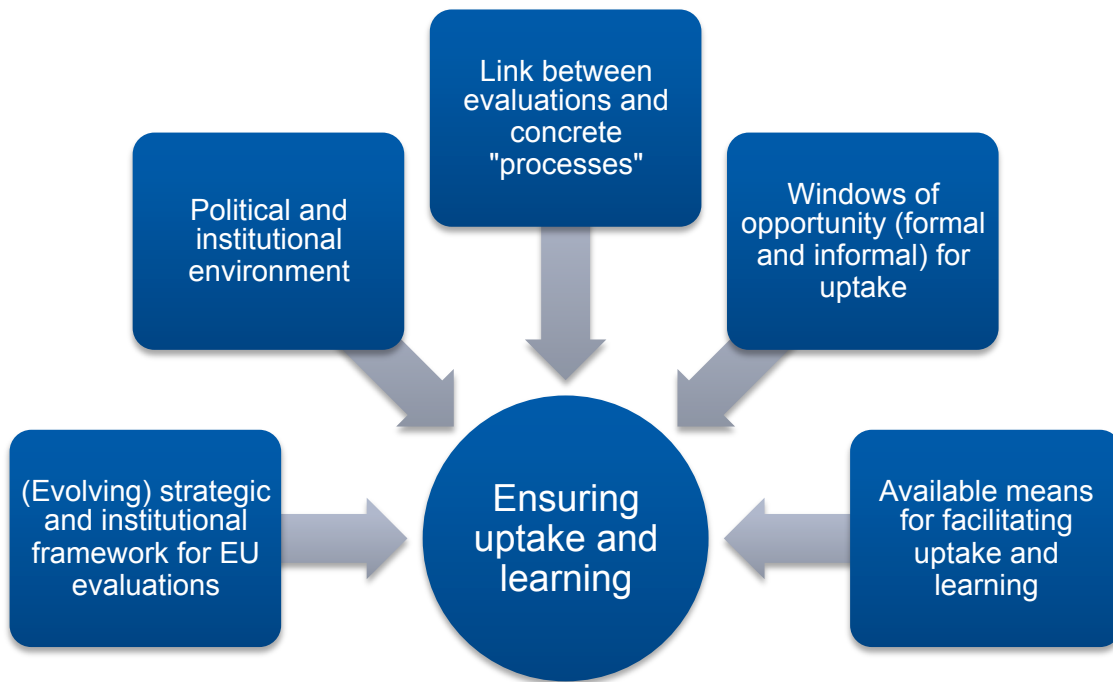 Link between
evaluations and
concrete
"processes"
Political and
institutional
environment
Windows of
opportunity (formal
and informal) for
uptake
(Evolving) strategic
and institutional
framework for EU
evaluations
Ensuring
uptake and
learning
Available means
for facilitating
uptake and
learning